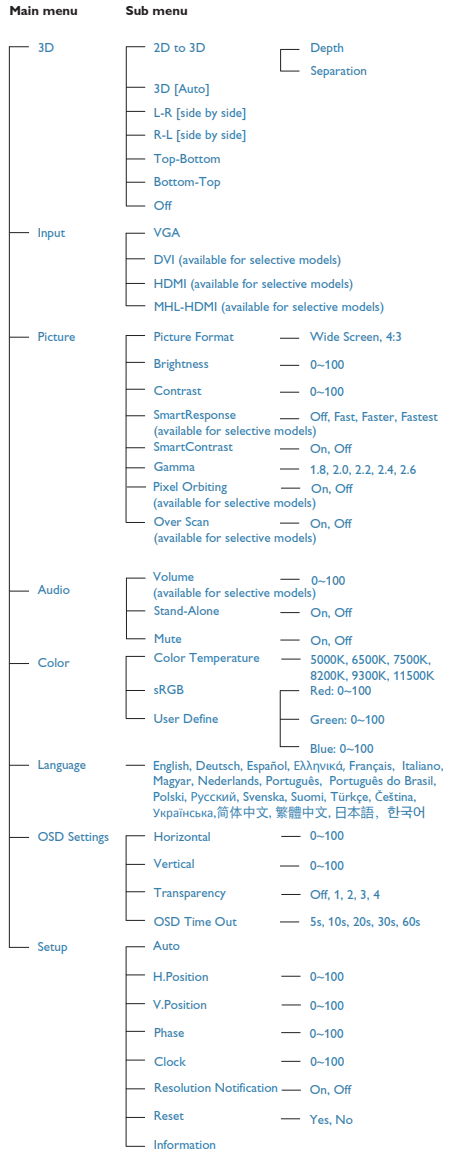 Main menu Sub menu
3D 2D to 3D Depth
Separation
3D [Auto]
L-R [side by side]
R-L [side by side]
Top-Bottom
Bottom-Top
Off
Input VGA
DVI (available for selective models)
HDMI (available for selective models)
MHL-HDMI (available for selective models)
Picture Picture Format Wide Screen, 4:3
Brightness 0~100
Contrast 0~100
SmartResponse Off, Fast, Faster, Fastest
(available for selective models)
SmartContrast On, Off
Gamma 1.8, 2.0, 2.2, 2.4, 2.6
Pixel Orbiting On, Off
(available for selective models)
Over Scan On, Off
(available for selective models)
Audio Volume 0~100
(available for selective models)
Stand-Alone On, Off
Mute On, Off
Color Color Temperature 5000K, 6500K, 7500K,
8200K, 9300K, 11500K
sRGB Red: 0~100
User Define Green: 0~100
Blue: 0~100
Language English, Deutsch, Español, Ελληνικά, Français, Italiano,
Magyar, Nederlands, Português, Português do Brasil,
Polski, Русский, Svenska, Suomi, Türkçe, Čeština,
Українська,简体中文, 繁體中文, 日本語, 한국어
OSD Settings Horizontal 0~100
Vertical 0~100
Transparency Off, 1, 2, 3, 4
OSD Time Out 5s, 10s, 20s, 30s, 60s
Setup Auto
H.Position 0~100
V.Position 0~100
Phase 0~100
Clock 0~100
Resolution Notification On, Off
Reset Yes, No
Information